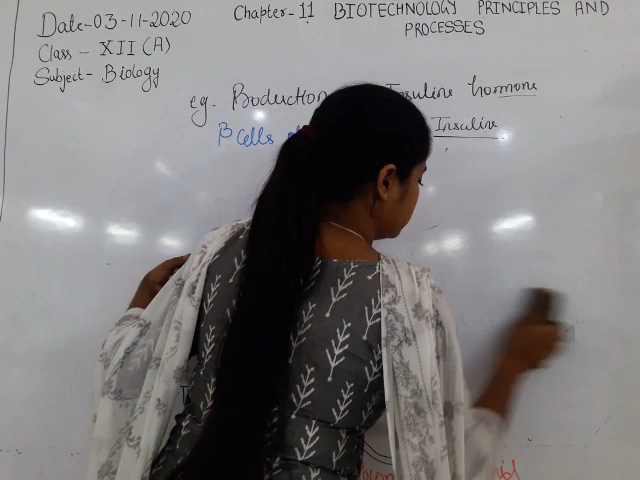 Date-03-11-2020
Class - XII (A)
Subject- Biology
Chapter-11 BIOTECHNOLOGY PRINCIPLES AND
PROCESSES
eg. Production Insuline hormone
β Cells Insuline